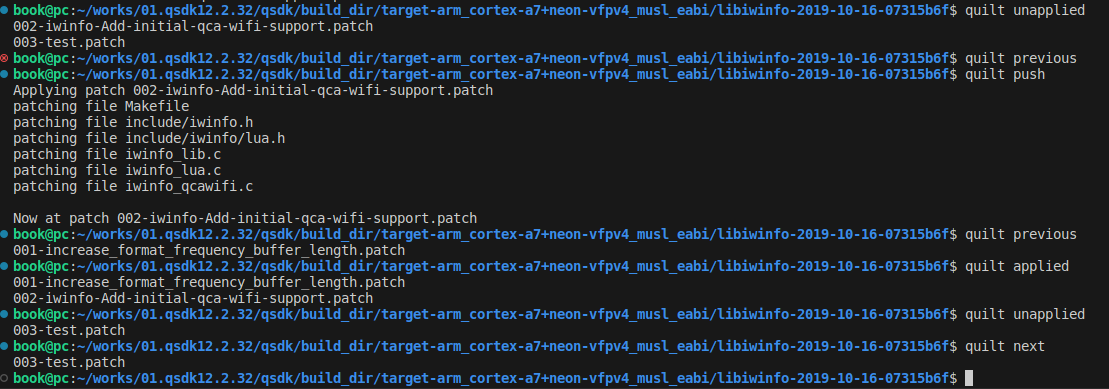 book@pc:~/works/01.qsdk12.2.32/qsdk/build_dir/target-arm_cortex-a7+neon-vfpv4_musl_eabi/libiwinfo-2019-10-16-07315b6f$ quilt unapplied
002-iwinfo-Add-initial-qca-wifi-support.patch
003-test.patch
book@pc:~/works/01.qsdk12.2.32/qsdk/build_dir/target-arm_cortex-a7+neon-vfpv4_musl_eabi/libiwinfo-2019-10-16-07315b6f$ quilt previous
book@pc:~/works/01.qsdk12.2.32/qsdk/build_dir/target-arm_cortex-a7+neon-vfpv4_musl_eabi/libiwinfo-2019-10-16-07315b6f$ quilt push
Applying patch 002-iwinfo-Add-initial-qca-wifi-support.patch
patching file Makefile
patching file include/iwinfo.h
patching file include/iwinfo/lua.h
patching file iwinfo_lib.c
patching file iwinfo_lua.c
patching file iwinfo_qcawifi.c
Now at patch 002-iwinfo-Add-initial-qca-wifi-support.patch
book@pc:~/works/01.qsdk12.2.32/qsdk/build_dir/target-arm_cortex-a7+neon-vfpv4_musl_eabi/libiwinfo-2019-10-16-07315b6f$ quilt previous
001-increase_format_frequency_buffer_length.patch
book@pc:~/works/01.qsdk12.2.32/qsdk/build_dir/target-arm_cortex-a7+neon-vfpv4_musl_eabi/libiwinfo-2019-10-16-07315b6f$ quilt applied
001-increase_format_frequency_buffer_length.patch
002-iwinfo-Add-initial-qca-wifi-support.patch
book@pc:~/works/01.qsdk12.2.32/qsdk/build_dir/target-arm_cortex-a7+neon-vfpv4_musl_eabi/libiwinfo-2019-10-16-07315b6f$ quilt unapplied
003-test.patch
book@pc:~/works/01.qsdk12.2.32/qsdk/build_dir/target-arm_cortex-a7+neon-vfpv4_musl_eabi/libiwinfo-2019-10-16-07315b6f$ quilt next
003-test.patch
book@pc:~/works/01.qsdk12.2.32/qsdk/build_dir/target-arm_cortex-a7+neon-vfpv4_musl_eabi/libiwinfo-2019-10-16-07315b6f$